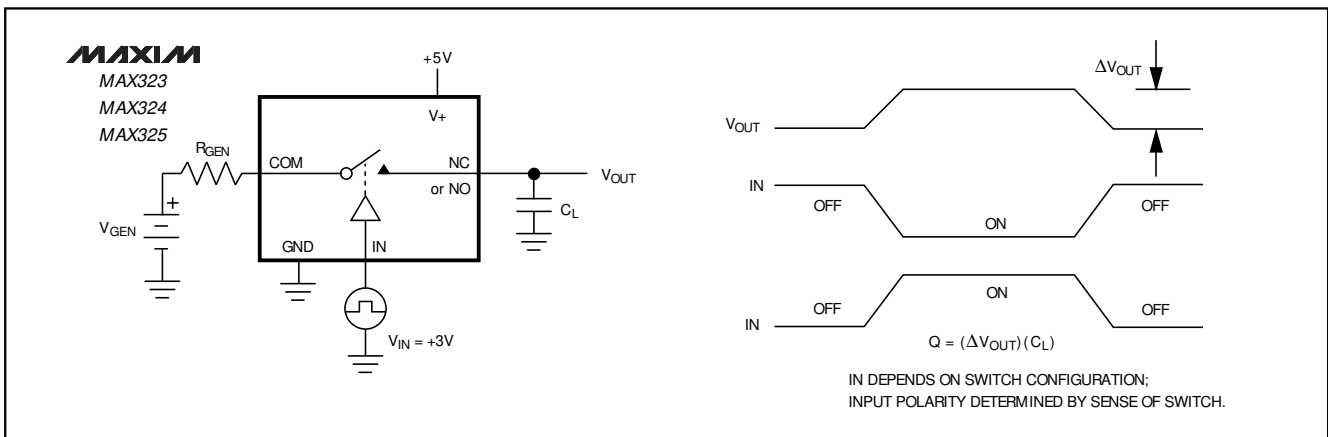 MAXIM
MAX323
MAX324
MAX325
+5V
V+
RGEN
COM
NC
or NO
VOUT
CL
+
VGEN
GND
IN
VIN = +3V
ΔVOUT
VOUT
IN
OFF
ON
OFF
IN
OFF
ON
OFF
Q = (ΔVOUT)(CL)
IN DEPENDS ON SWITCH CONFIGURATION;
INPUT POLARITY DETERMINED BY SENSE OF SWITCH.